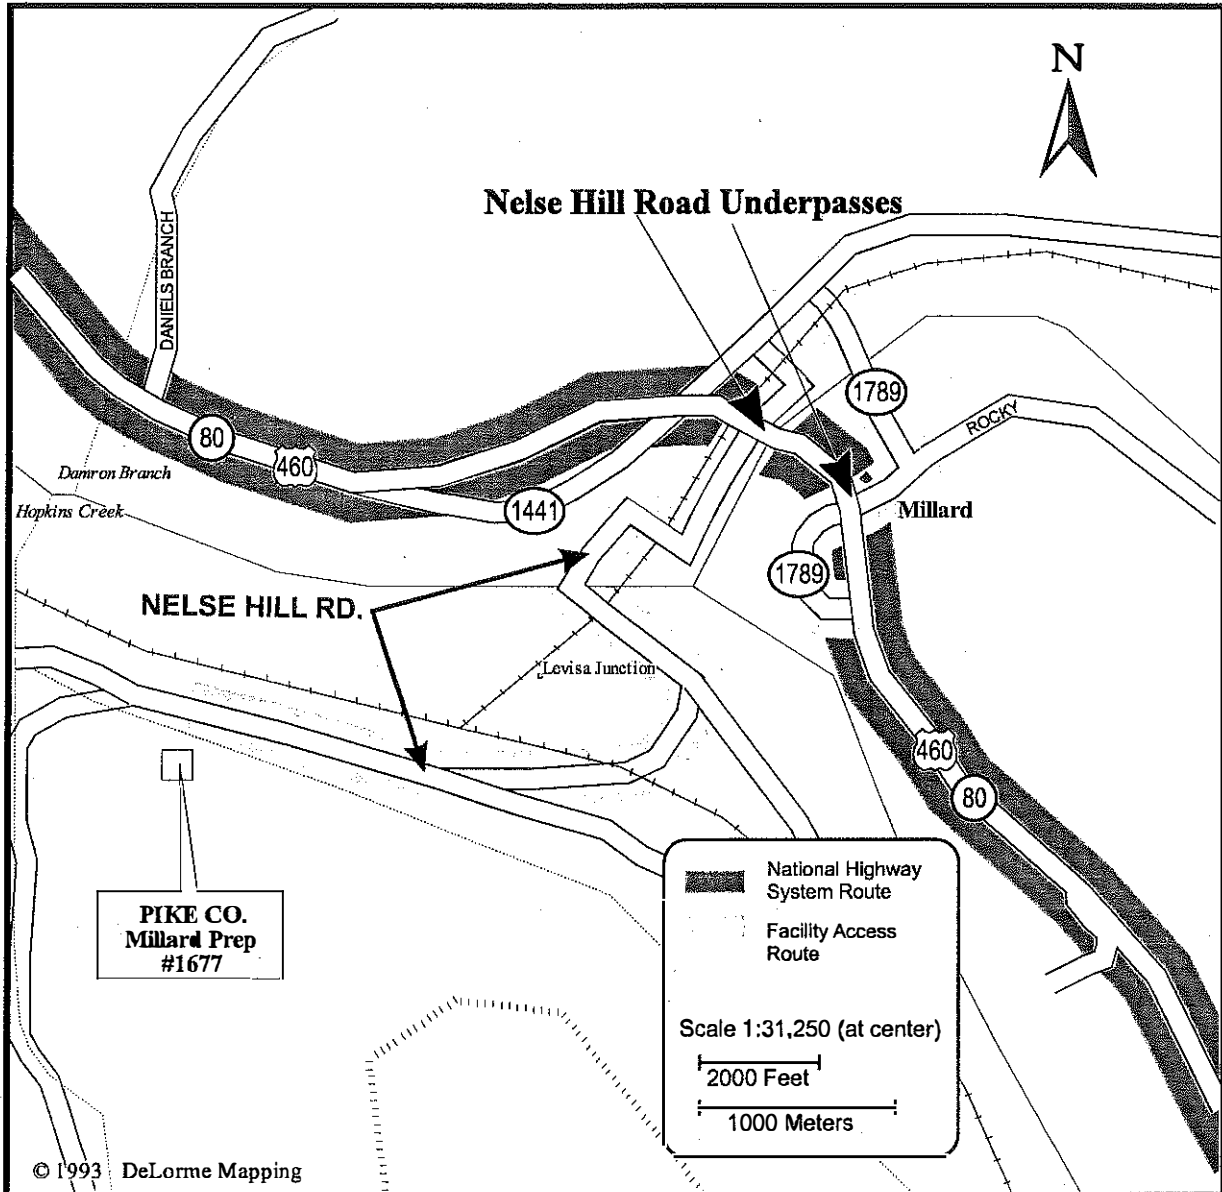 N
Nelse Hill Road Underpasses
DANIELS BRANCH
1789
ROCKY
80
460
Damron Branch
1441
Hopkins Creek
Millard
1789
NELSE HILL RD.
Levisa Junction
460
80
PIKE CO.
Millard Prep
#1677
National Highway
System Route
Facility Access
Route
Scale 1:31,250 (at center)
2000 Feet
1000 Meters
© 1993 DeLorme Mapping